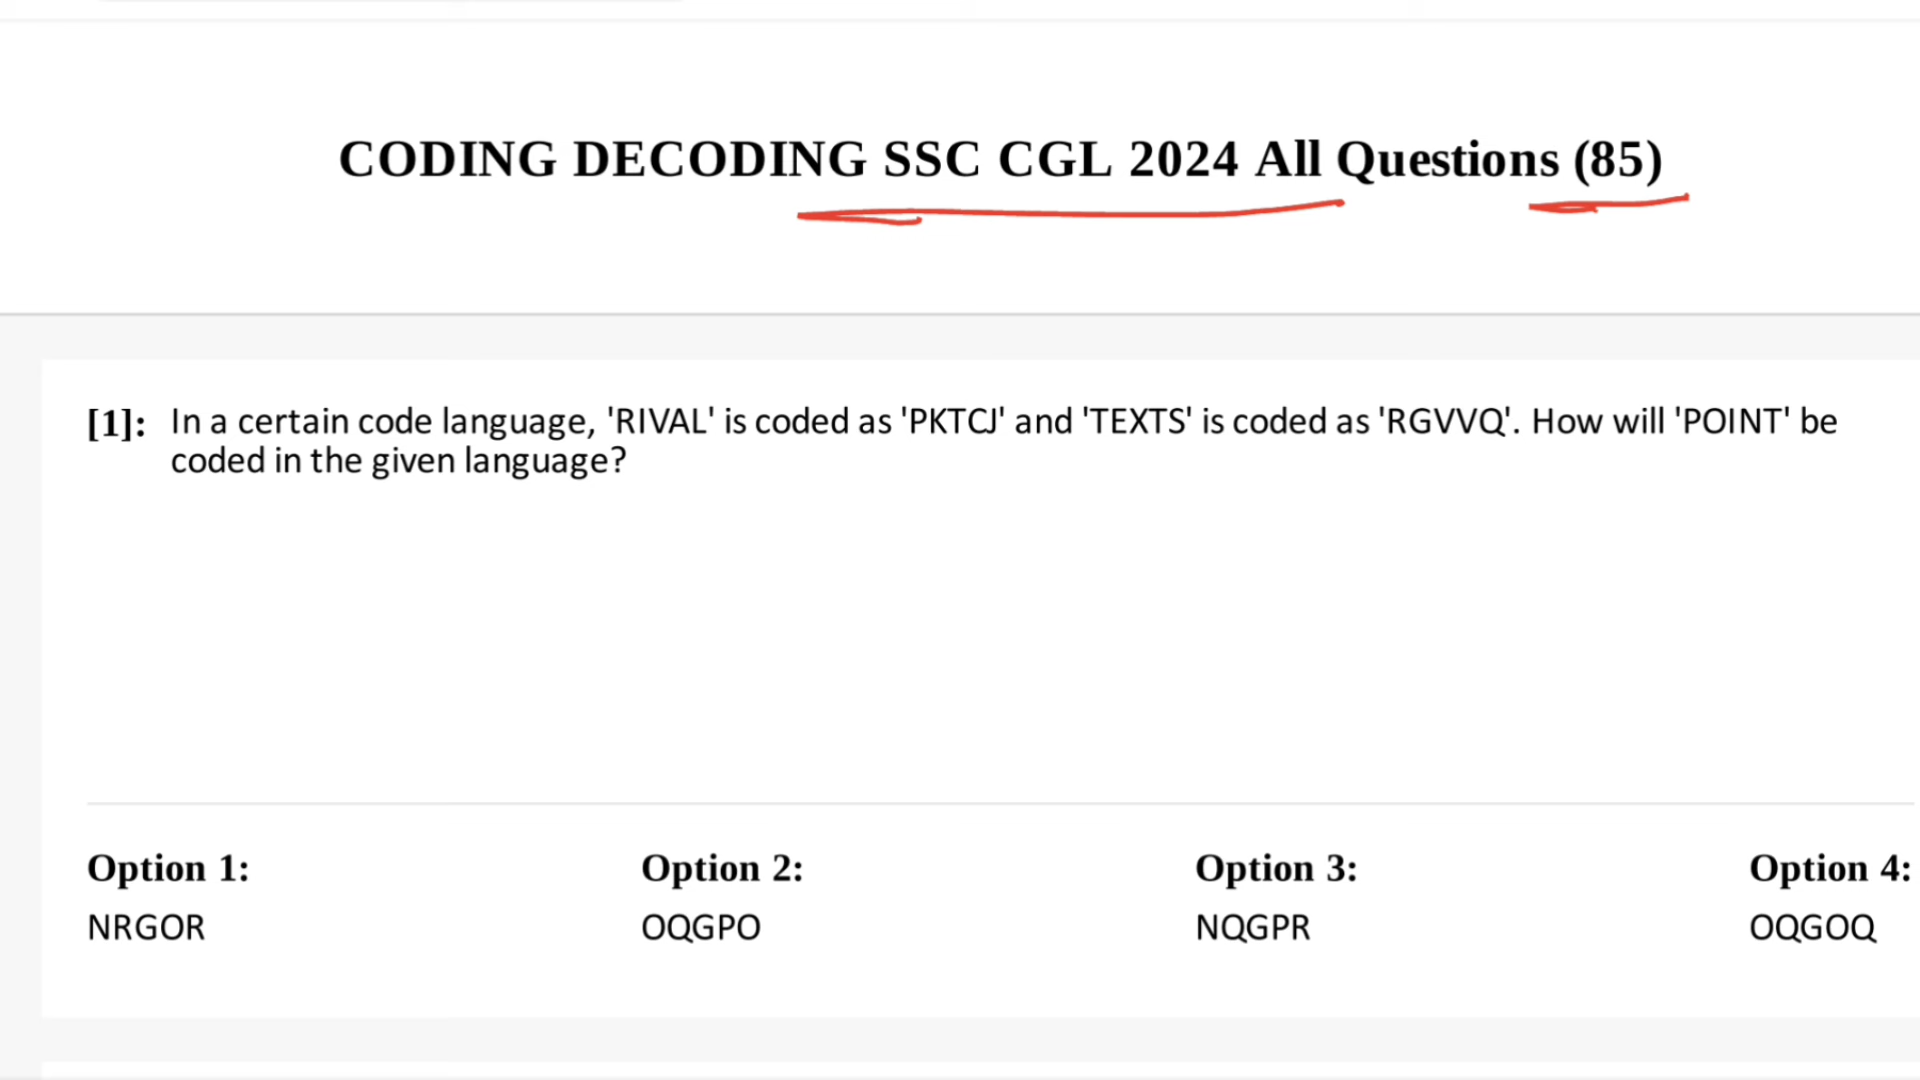 CODING DECODING SSC CGL 2024 All Questions (85)
[1]: In a certain code language, 'RIVAL' is coded as 'PKTCJ' and 'TEXTS' is coded as 'RGVVQ'. How will 'POINT' be
coded in the given language?
Option 1: Option 2: Option 3: Option 4:
NRGOR OQGPO NQGPR OQGOQ